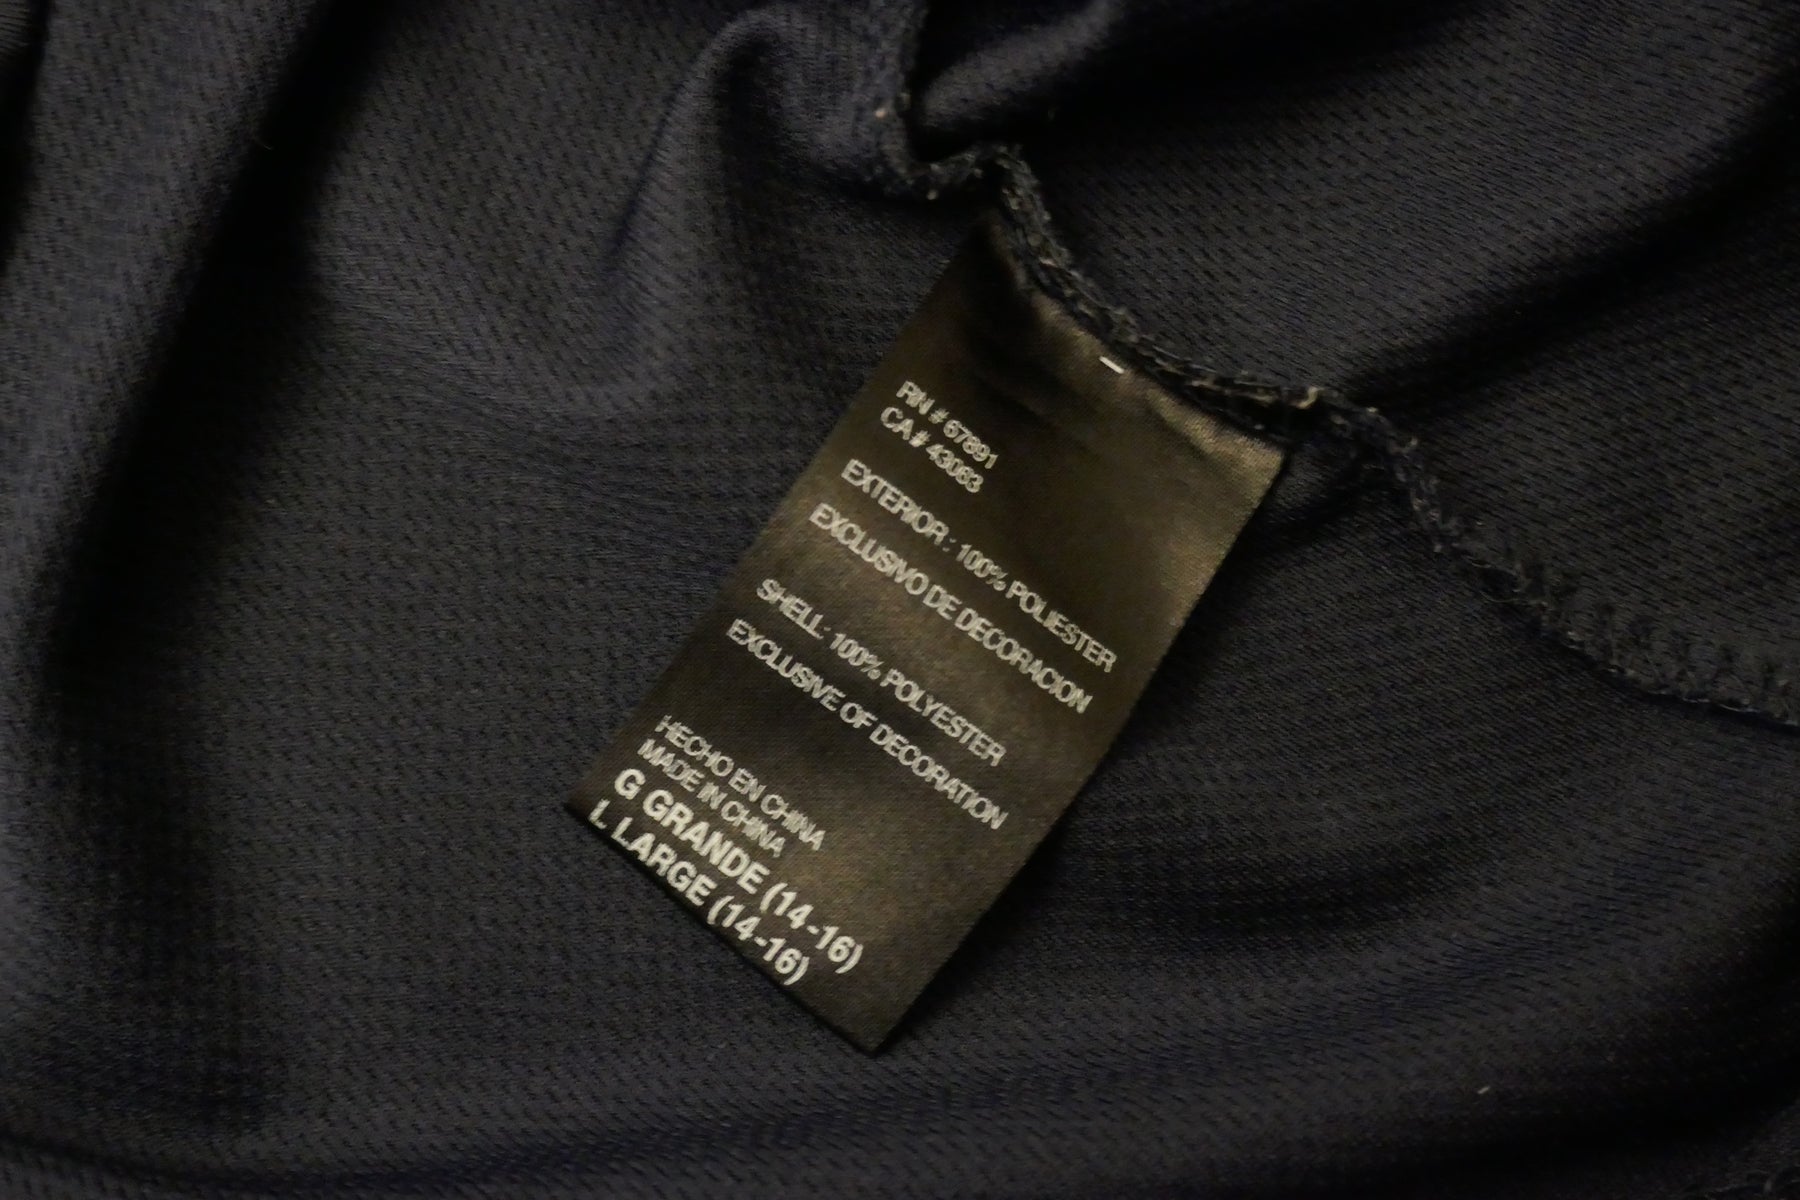 RN # 67891
CA # 43063
EXTERIOR : 100% POLIESTER
EXCLUSIVO DE DECORACION
SHELL: 100% POLYESTER
EXCLUSIVE OF DECORATION
HECHO EN CHINA
MADE IN CHINA
G GRANDE (14-16)
L LARGE (14-16)